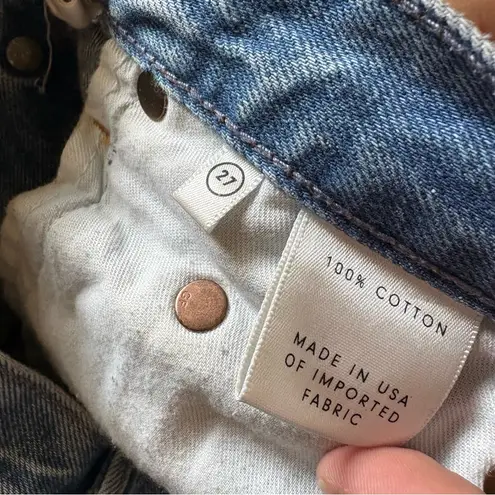 27
100% COTTON
MADE IN USA
OF IMPORTED
FABRIC